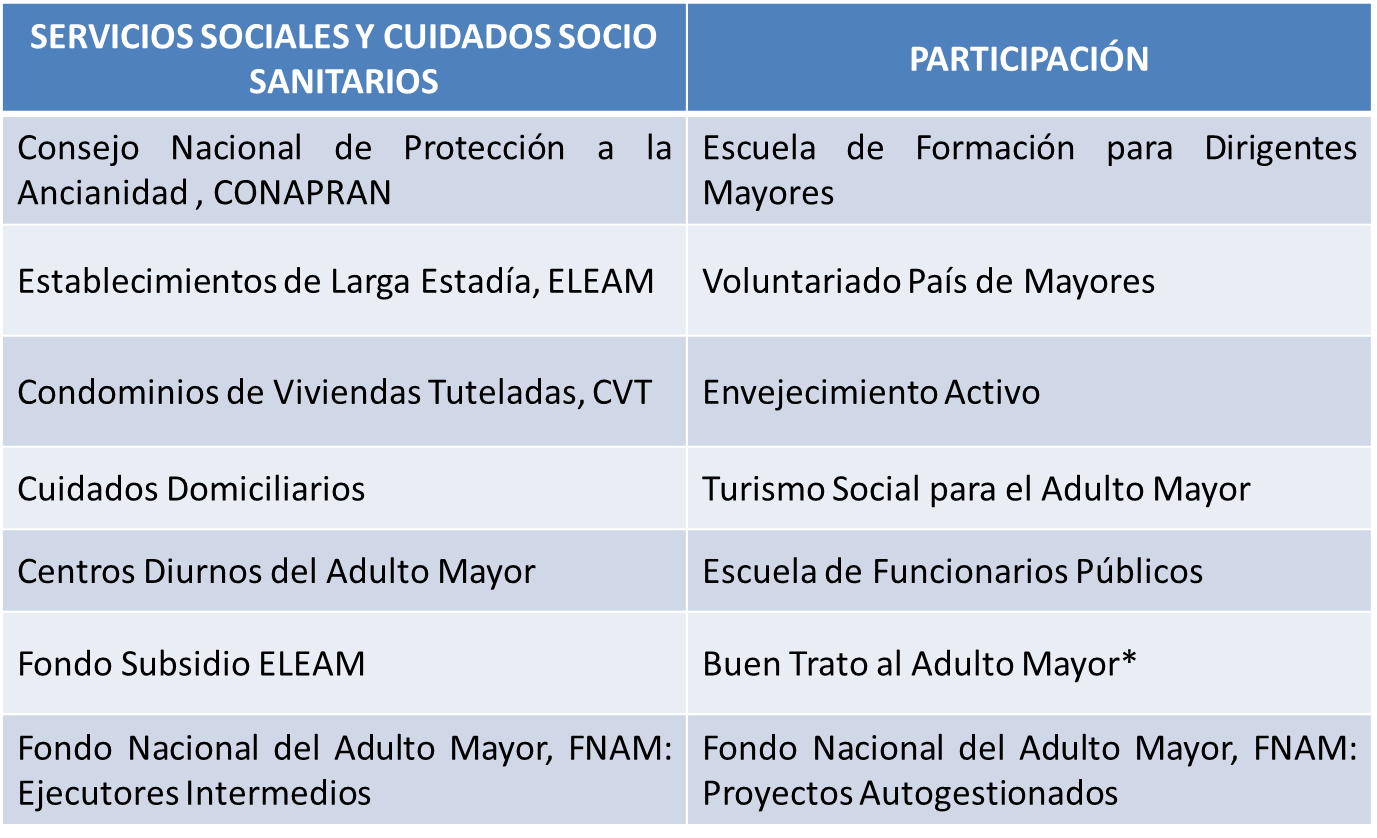 SERVICIOS SOCIALES Y CUIDADOS SOCIO
SANITARIOS
PARTICIPACIÓN
Consejo Nacional de Protección a la
Ancianidad , CONAPRAN
Escuela de Formación para Dirigentes
Mayores
Establecimientos de Larga Estadía, ELEAM
Voluntariado País de Mayores
Condominios de Viviendas Tuteladas, CVT
Envejecimiento Activo
Cuidados Domiciliarios
Turismo Social para el Adulto Mayor
Centros Diurnos del Adulto Mayor
Escuela de Funcionarios Públicos
Fondo Subsidio ELEAM
Buen Trato al Adulto Mayor*
Fondo Nacional del Adulto Mayor, FNAM:
Ejecutores Intermedios
Fondo Nacional del Adulto Mayor, FNAM:
Proyectos Autogestionados